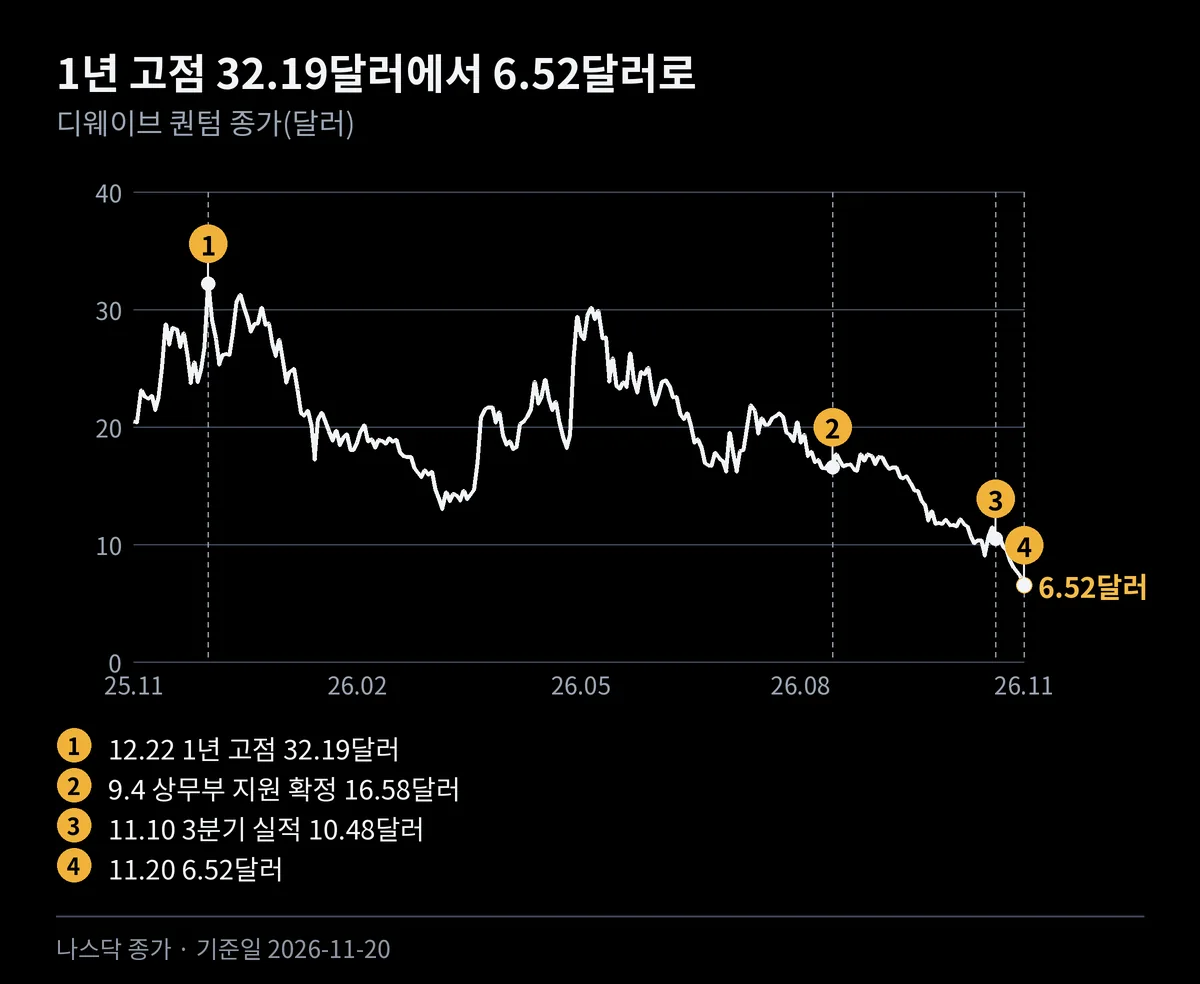 1년 고점 32.19달러에서 6.52달러로
디웨이브 퀀텀 종가(달러)
40
30
20
10
0
1
2
3
4
6.52달러
25.11 26.02 26.05 26.08 26.11
1 12.22 1년 고점 32.19달러
2 9.4 상무부 지원 확정 16.58달러
3 11.10 3분기 실적 10.48달러
4 11.20 6.52달러
나스닥 종가 · 기준일 2026-11-20